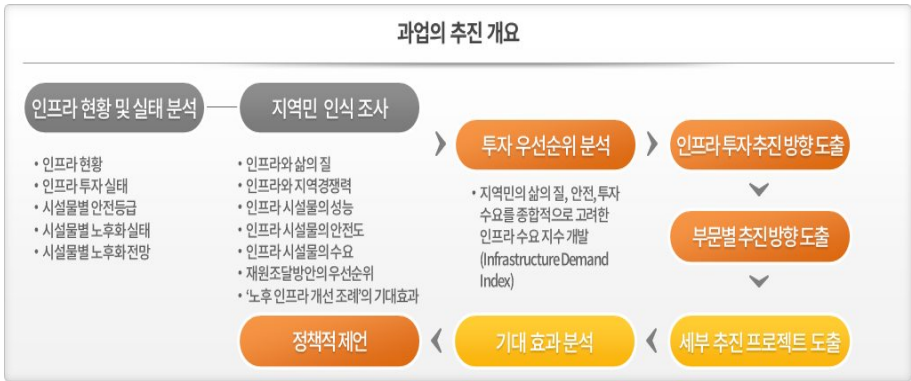 과업의 추진 개요
인프라 현황 및 실태 분석
• 인프라 현황
• 인프라 투자 실태
• 시설물별 안전등급
• 시설물별 노후화 실태
• 시설물별 노후화 전망
지역민 인식 조사
• 인프라와 삶의 질
• 인프라와 지역경쟁력
• 인프라 시설물의 성능
• 인프라 시설물의 안전도
• 인프라 시설물의 수요
• 재원조달방안의 우선순위
• ‘노후 인프라 개선 조례’의 기대효과
투자 우선순위 분석
• 지역민의 삶의 질, 안전, 투자
수요를 종합적으로 고려한
인프라 수요 지수 개발
(Infrastructure Demand
Index)
인프라 투자 추진 방향 도출
부문별 추진 방향 도출
세부 추진 프로젝트 도출
기대 효과 분석
정책적 제언